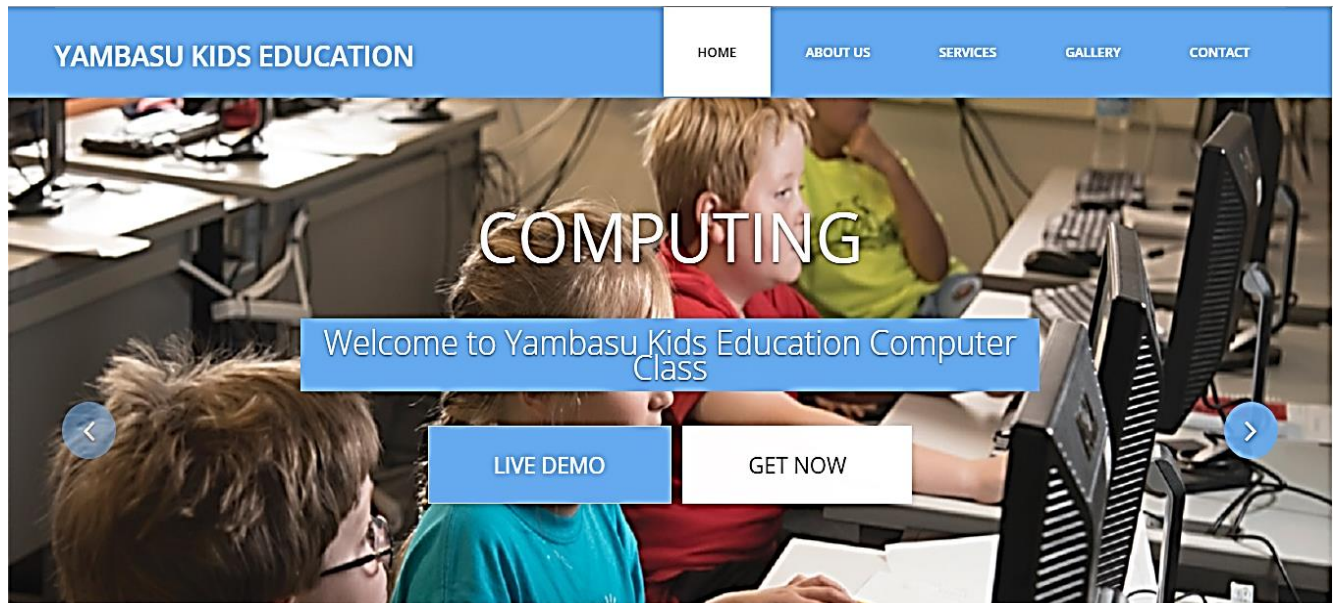 YAMBASU KIDS EDUCATION
HOME
ABOUT US
SERVICES
GALLERY
CONTACT
COMPUTING
Welcome to Yambasu Kids Education Computer
Class
LIVE DEMO
GET NOW